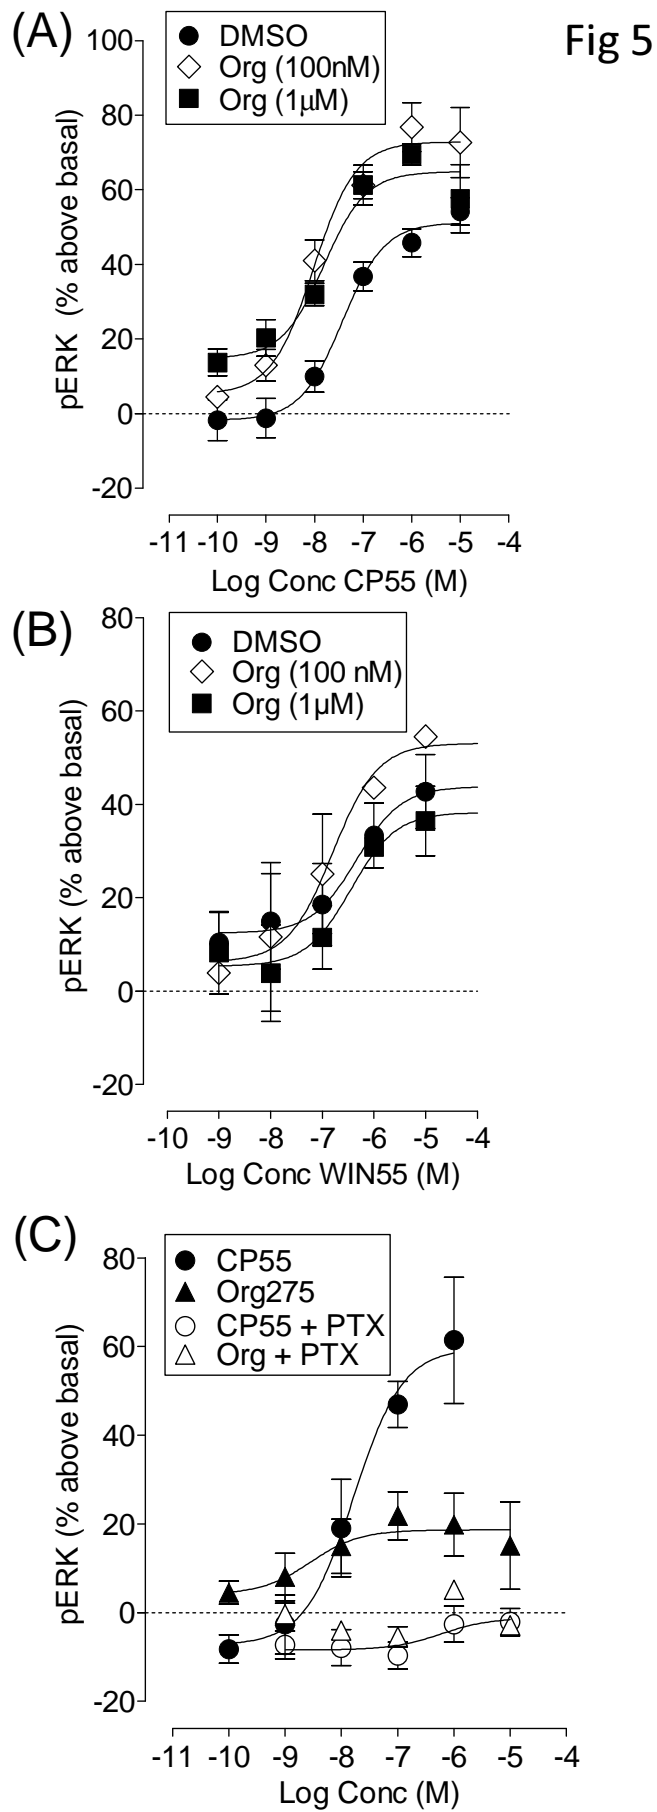 (A)
Fig 5
DMSO
Org (100nM)
Org (1µM)
100
80
60
40
20
0
-20
pERK (% above basal)
-11 -10 -9 -8 -7 -6 -5 -4
Log Conc CP55 (M)
(B)
DMSO
Org (100 nM)
Org (1µM)
80
60
40
20
0
-20
pERK (% above basal)
-10 -9 -8 -7 -6 -5 -4
Log Conc WIN55 (M)
(C)
CP55
Org275
CP55 + PTX
Org + PTX
80
60
40
20
0
-20
pERK (% above basal)
-11 -10 -9 -8 -7 -6 -5 -4
Log Conc (M)